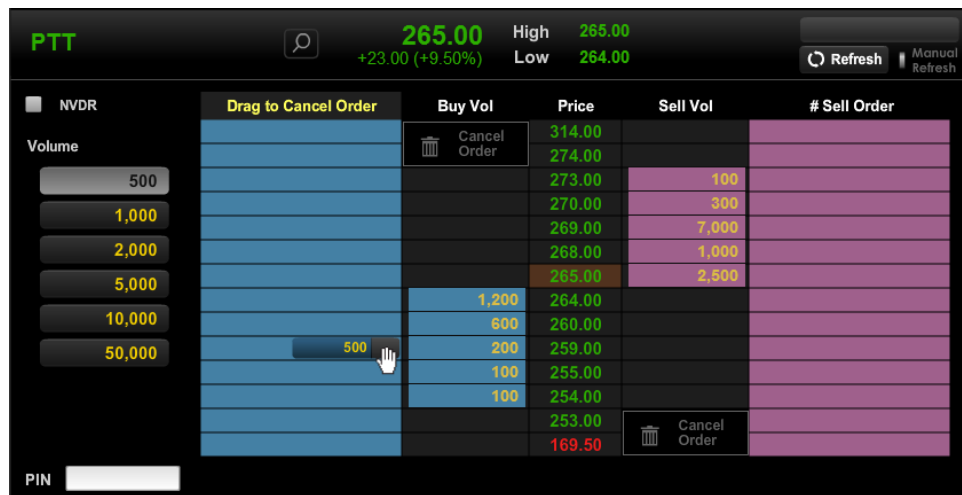 PTT 265.00 High 265.00
+23.00 (+9.50%) Low 264.00 Refresh Manual Refresh
NVDR Drag to Cancel Order Buy Vol Price Sell Vol # Sell Order
Cancel Order 314.00
Volume 274.00
500 273.00 100
270.00 300
1,000 269.00 7,000
2,000 268.00 1,000
5,000 265.00 2,500
1,200 264.00
10,000 600 260.00
50,000 500 200 259.00
100 255.00
100 254.00
253.00 Cancel Order
169.50
PIN